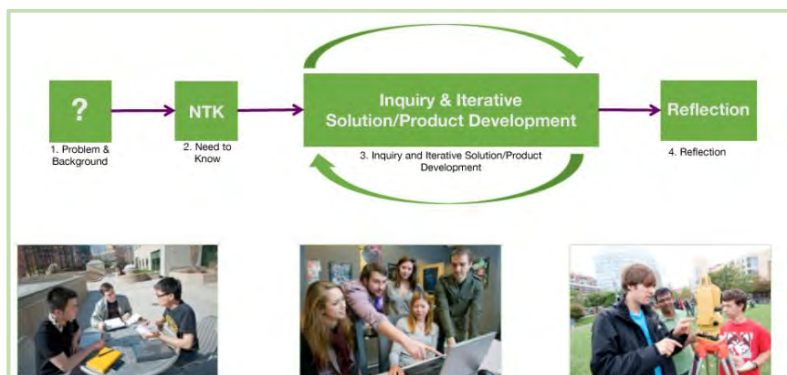 ?
NTK
Inquiry & Iterative
Solution/Product Development
Reflection
1. Problem &
Background
2. Need to
Know
3. Inquiry and Iterative Solution/Product
Development
4. Reflection